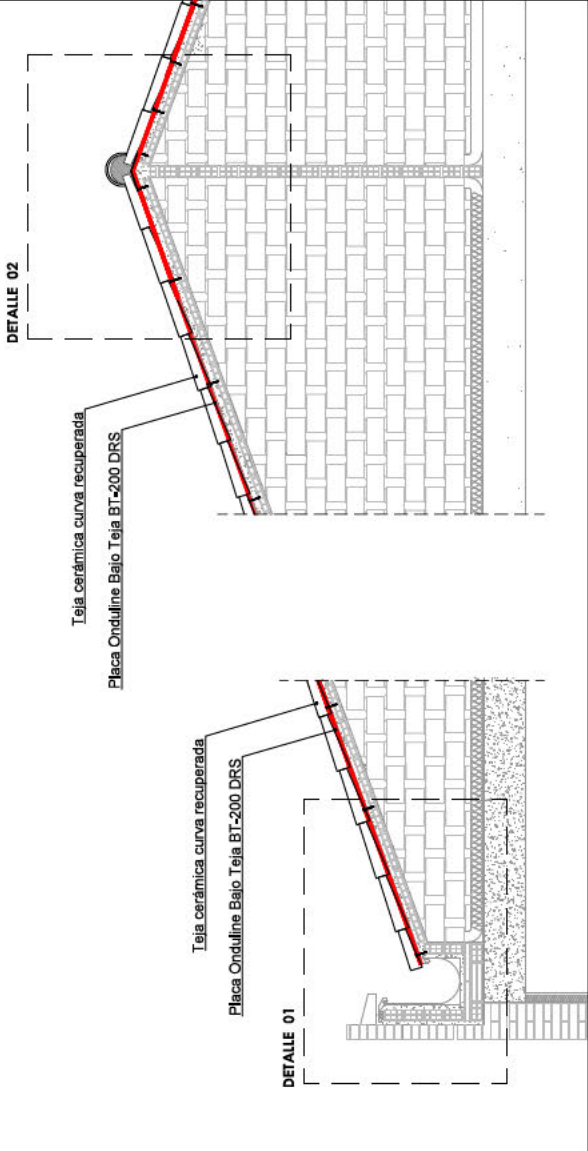 DETALLE 02
Teja cerámica curva recuperada
Placa Onduline Bajo Teja BT-200 DRS
Teja cerámica curva recuperada
Placa Onduline Bajo Teja BT-200 DRS
DETALLE 01